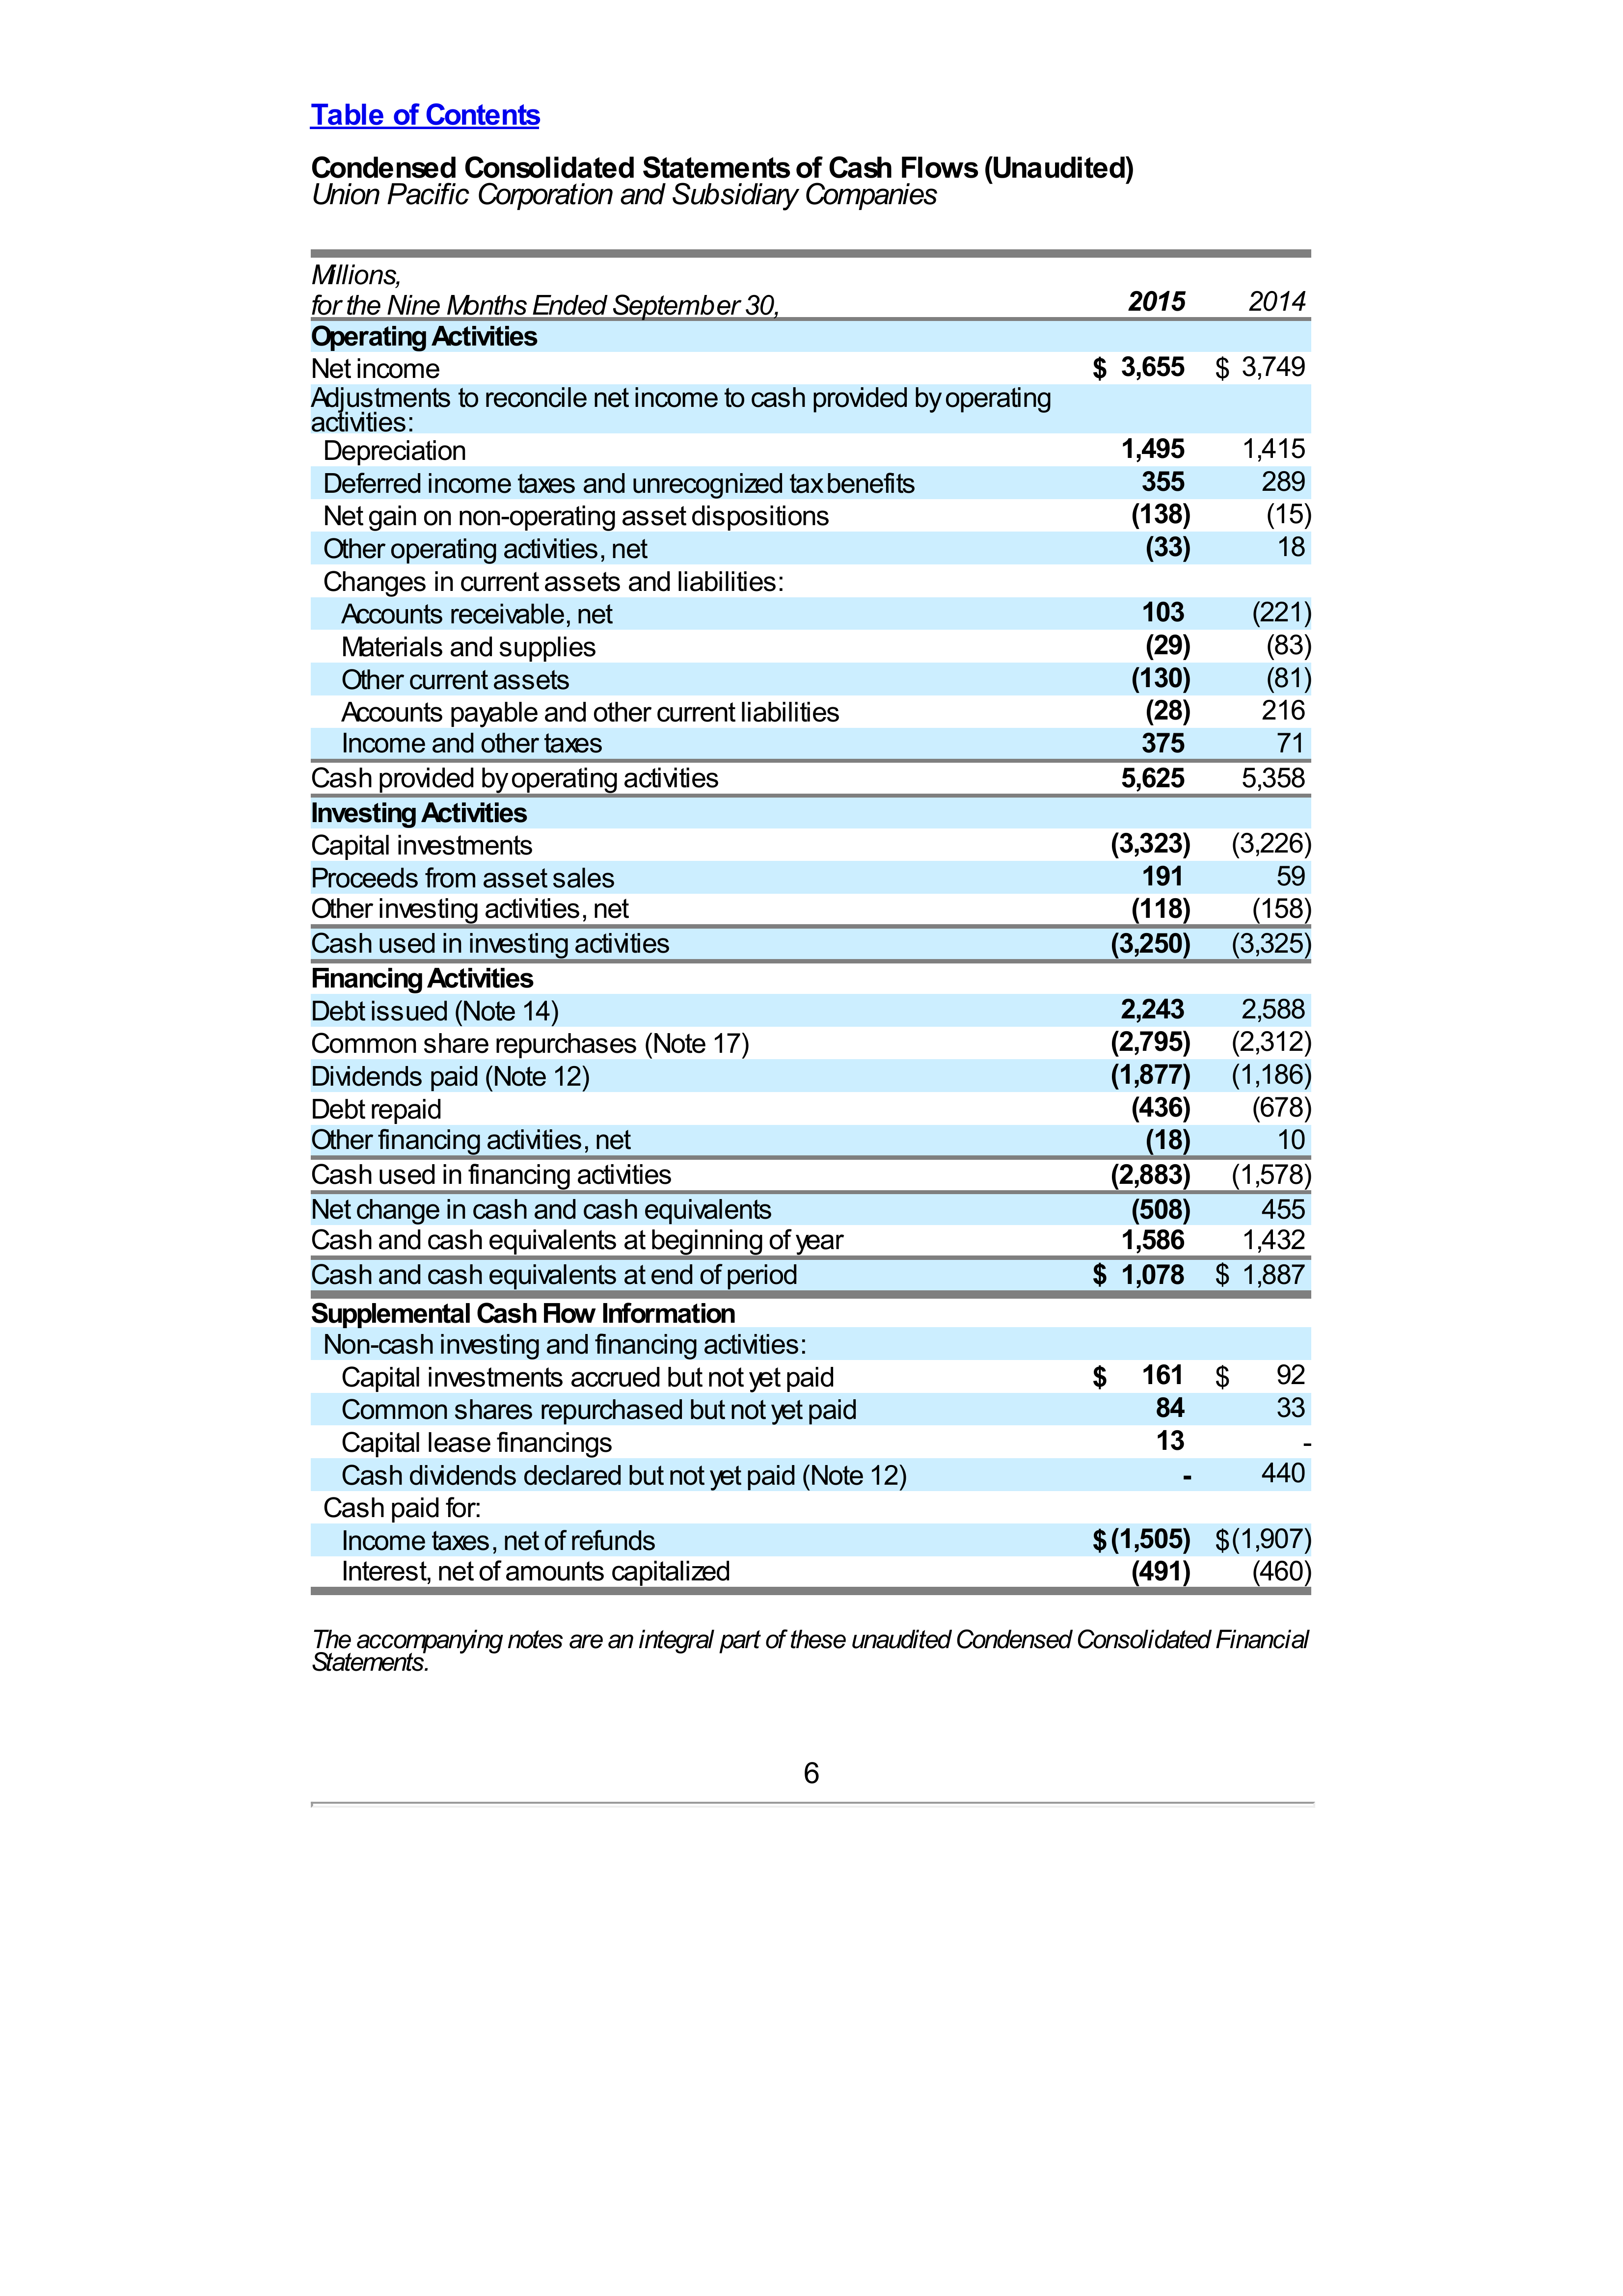 Table of Contents
Condensed Consolidated Statements of Cash Flows (Unaudited)
Union Pacific Corporation and Subsidiary Companies
Millions,
for the Nine Months Ended September 30, 2015 2014
Operating Activities
Net income $ 3,655 $ 3,749
Adjustments to reconcile net income to cash provided by operating
activities:
Depreciation 1,495 1,415
Deferred income taxes and unrecognized tax benefits 355 289
Net gain on non-operating asset dispositions (138) (15)
Other operating activities, net (33) 18
Changes in current assets and liabilities:
Accounts receivable, net 103 (221)
Materials and supplies (29) (83)
Other current assets (130) (81)
Accounts payable and other current liabilities (28) 216
Income and other taxes 375 71
Cash provided by operating activities 5,625 5,358
Investing Activities
Capital investments (3,323) (3,226)
Proceeds from asset sales 191 59
Other investing activities, net (118) (158)
Cash used in investing activities (3,250) (3,325)
Financing Activities
Debt issued (Note 14) 2,243 2,588
Common share repurchases (Note 17) (2,795) (2,312)
Dividends paid (Note 12) (1,877) (1,186)
Debt repaid (436) (678)
Other financing activities, net (18) 10
Cash used in financing activities (2,883) (1,578)
Net change in cash and cash equivalents (508) 455
Cash and cash equivalents at beginning of year 1,586 1,432
Cash and cash equivalents at end of period $ 1,078 $ 1,887
Supplemental Cash Flow Information
Non-cash investing and financing activities:
Capital investments accrued but not yet paid $ 161 $ 92
Common shares repurchased but not yet paid 84 33
Capital lease financings 13 -
Cash dividends declared but not yet paid (Note 12) - 440
Cash paid for:
Income taxes, net of refunds $ (1,505) $ (1,907)
Interest, net of amounts capitalized (491) (460)
The accompanying notes are an integral part of these unaudited Condensed Consolidated Financial
Statements.
6